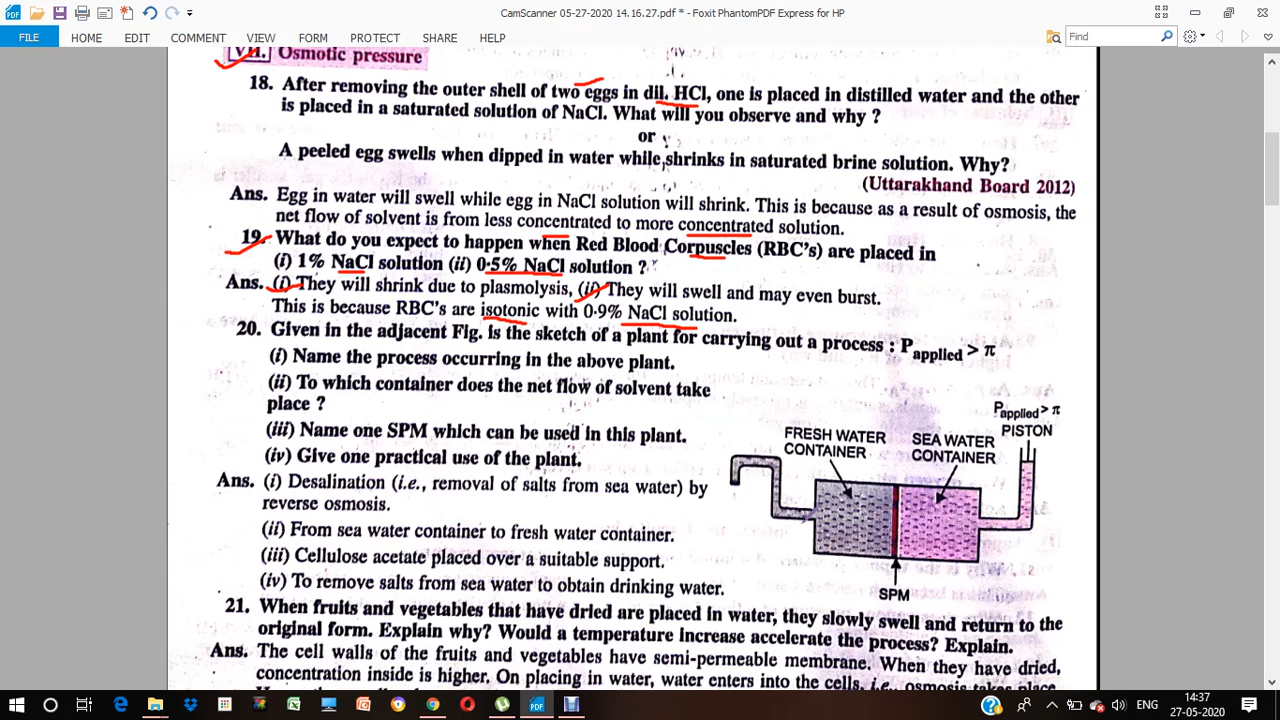 CamScanner 05-27-2020 14.16.27.pdf * - Foxit PhantomPDF Express for HP
FILE HOME EDIT COMMENT VIEW FORM PROTECT SHARE HELP
Find
VII. Osmotic pressure
18. After removing the outer shell of two eggs in dil. HCl, one is placed in distilled water and the other
is placed in a saturated solution of NaCl. What will you observe and why ?
or
A peeled egg swells when dipped in water while shrinks in saturated brine solution. Why?
(Uttarakhand Board 2012)
Ans. Egg in water will swell while egg in NaCl solution will shrink. This is because as a result of osmosis, the
net flow of solvent is from less concentrated to more concentrated solution.
19. What do you expect to happen when Red Blood Corpuscles (RBC's) are placed in
(i) 1% NaCl solution (ii) 0·5% NaCl solution ?
Ans. (i) They will shrink due to plasmolysis, (ii) They will swell and may even burst.
This is because RBC's are isotonic with 0·9% NaCl solution.
20. Given in the adjacent Fig. is the sketch of a plant for carrying out a process : Papplied > π
(i) Name the process occurring in the above plant.
(ii) To which container does the net flow of solvent take
place ?
(iii) Name one SPM which can be used in this plant.
(iv) Give one practical use of the plant.
Ans. (i) Desalination (i.e., removal of salts from sea water) by
reverse osmosis.
(ii) From sea water container to fresh water container.
(iii) Cellulose acetate placed over a suitable support.
(iv) To remove salts from sea water to obtain drinking water.
Papplied > π
PISTON
FRESH WATER
CONTAINER
SEA WATER
CONTAINER
SPM
21. When fruits and vegetables that have dried are placed in water, they slowly swell and return to the
original form. Explain why? Would a temperature increase accelerate the process? Explain.
Ans. The cell walls of the fruits and vegetables have semi-permeable membrane. When they have dried,
concentration inside is higher. On placing in water, water enters into the cells, i.e., osmosis takes place
ENG
14:37
27-05-2020